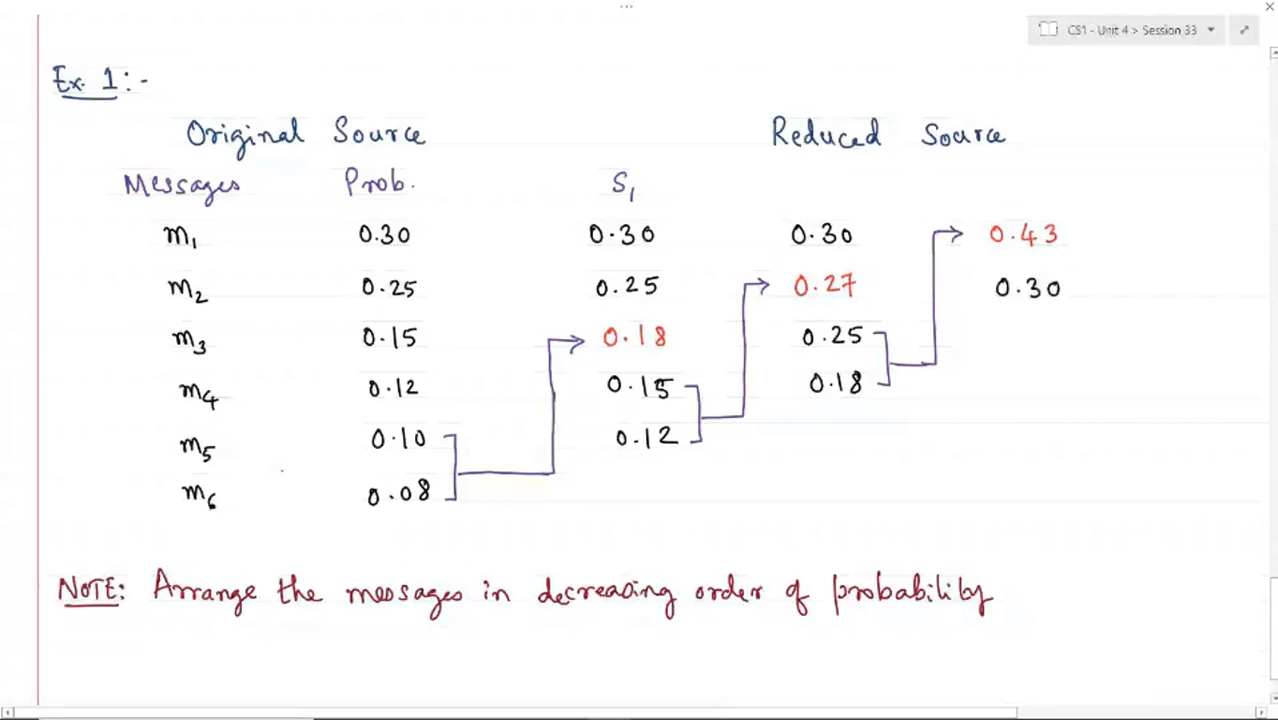 CS1 - Unit 4 > Session 33
Ex. 1:-
Original Source Reduced Source
Messages Prob. S₁
m₁ 0.30 0.30 0.30 0.43
m₂ 0.25 0.25 0.27 0.30
m₃ 0.15 0.18 0.25
m₄ 0.12 0.15 0.18
m₅ 0.10 0.12
m₆ 0.08
NOTE: Arrange the messages in decreasing order of probability